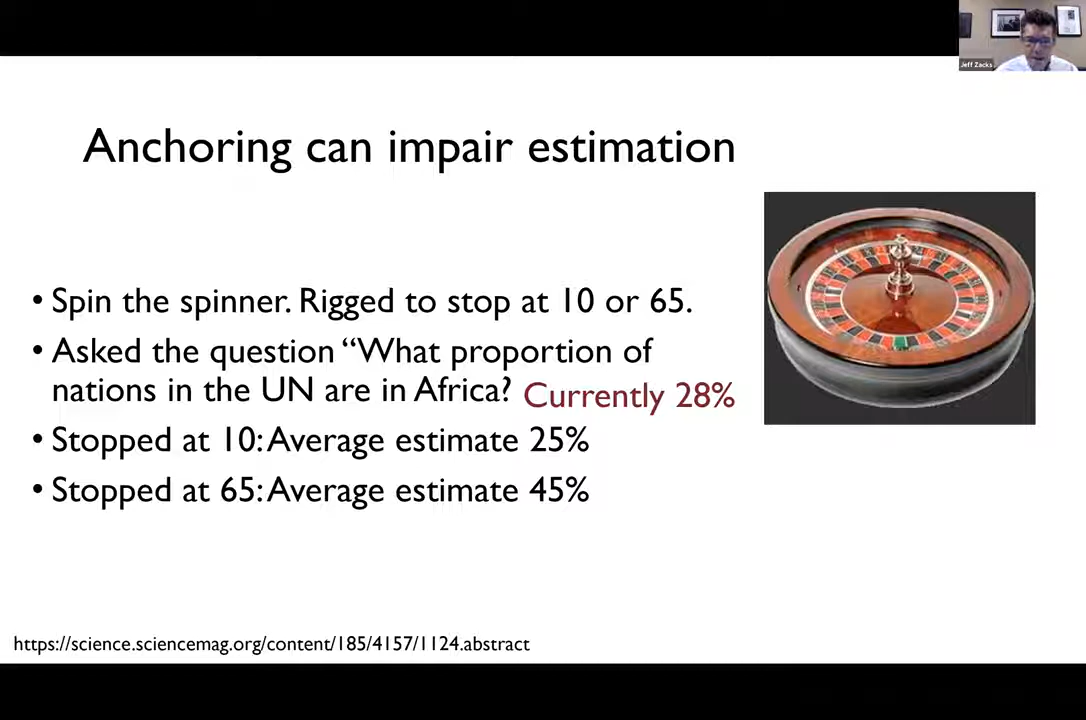 Jeff Zacks
Anchoring can impair estimation
• Spin the spinner. Rigged to stop at 10 or 65.
• Asked the question “What proportion of
nations in the UN are in Africa? Currently 28%
• Stopped at 10: Average estimate 25%
• Stopped at 65: Average estimate 45%
https://science.sciencemag.org/content/185/4157/1124.abstract